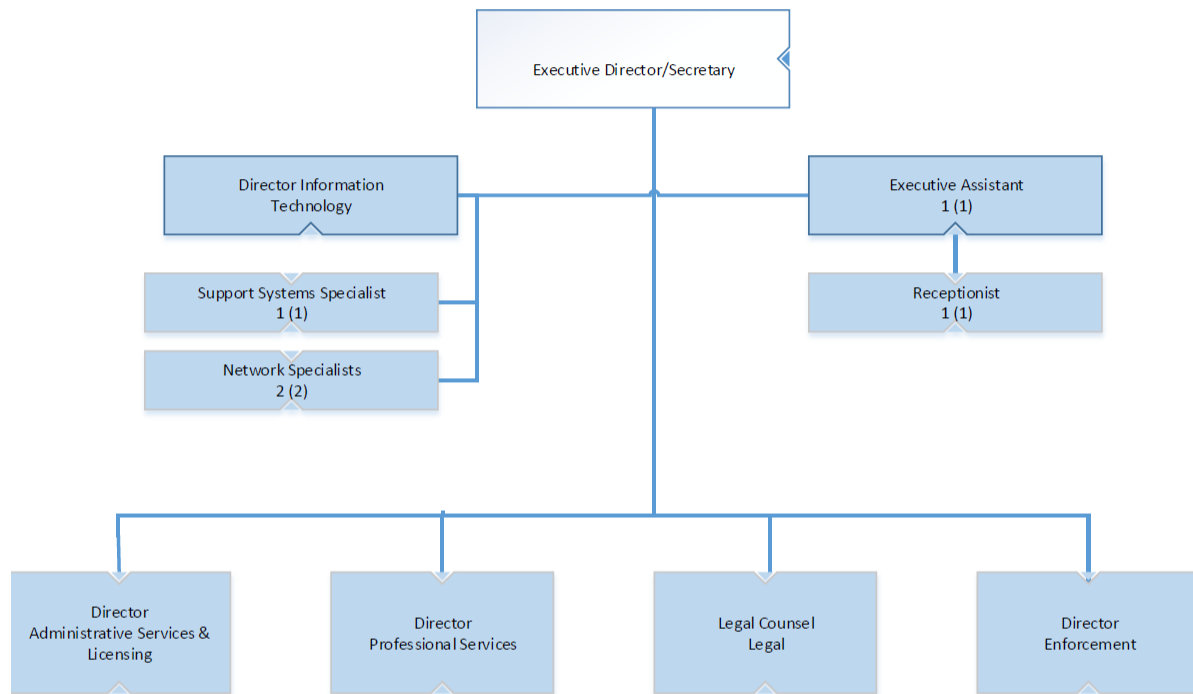 Executive Director/Secretary
Director Information
Technology
Executive Assistant
1 (1)
Support Systems Specialist
1 (1)
Receptionist
1 (1)
Network Specialists
2 (2)
Director
Administrative Services &
Licensing
Director
Professional Services
Legal Counsel
Legal
Director
Enforcement